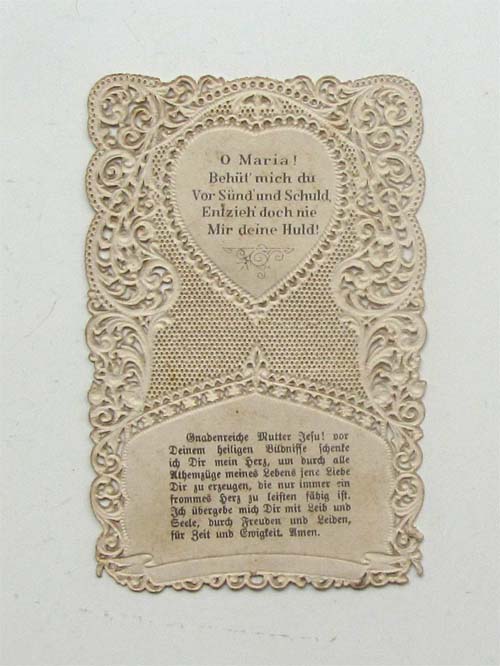 O Maria!
Behüt' mich du
Vor Sünd' und Schuld,
Entzieh' doch nie
Mir deine Huld!
Gnadenreiche Mutter Jesu! vor
Deinem heiligen Bildnisse schenke
ich Dir mein Herz, um durch alle
Athemzüge meines Lebens jene Liebe
Dir zu erzeugen, die nur immer ein
frommes Herz zu leisten fähig ist.
Ich übergebe mich Dir mit Leib und
Seele, durch Freuden und Leiden,
für Zeit und Ewigkeit. Amen.